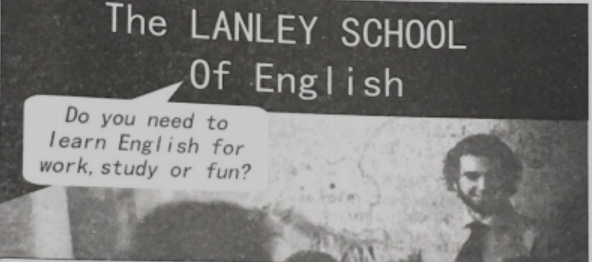 The LANLEY SCHOOL
Of English
Do you need to
learn English for
work, study or fun?